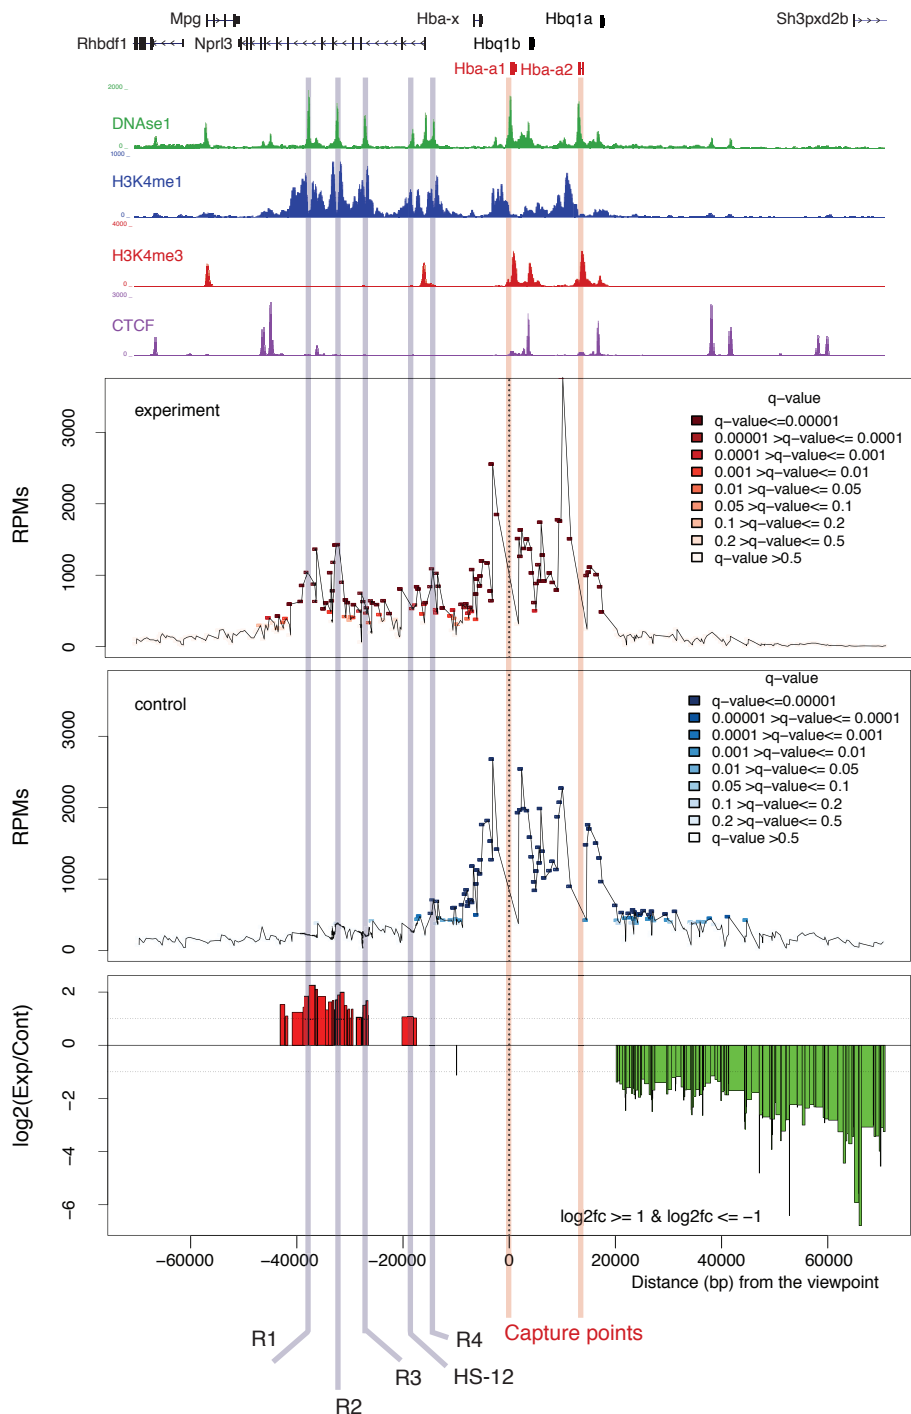 Mpg
Hba-x
Hbq1a
Sh3pxd2b
Rhbdf1
Nprl3
Hbq1b
Hba-a1
Hba-a2
2000
DNAse1
0
1000
H3K4me1
0
4000
H3K4me3
0
3000
CTCF
0
experiment
q-value
q-value<=0.00001
0.00001 >q-value<= 0.0001
0.0001 >q-value<= 0.001
0.001 >q-value<= 0.01
0.01 >q-value<= 0.05
0.05 >q-value<= 0.1
0.1 >q-value<= 0.2
0.2 >q-value<= 0.5
q-value >0.5
RPMs
3000
2000
1000
0
control
q-value
q-value<=0.00001
0.00001 >q-value<= 0.0001
0.0001 >q-value<= 0.001
0.001 >q-value<= 0.01
0.01 >q-value<= 0.05
0.05 >q-value<= 0.1
0.1 >q-value<= 0.2
0.2 >q-value<= 0.5
q-value >0.5
RPMs
3000
2000
1000
0
log2(Exp/Cont)
2
0
−2
−4
−6
log2fc >= 1 & log2fc <= −1
−60000
−40000
−20000
0
20000
40000
60000
Distance (bp) from the viewpoint
R1
R2
R3
HS-12
R4
Capture points